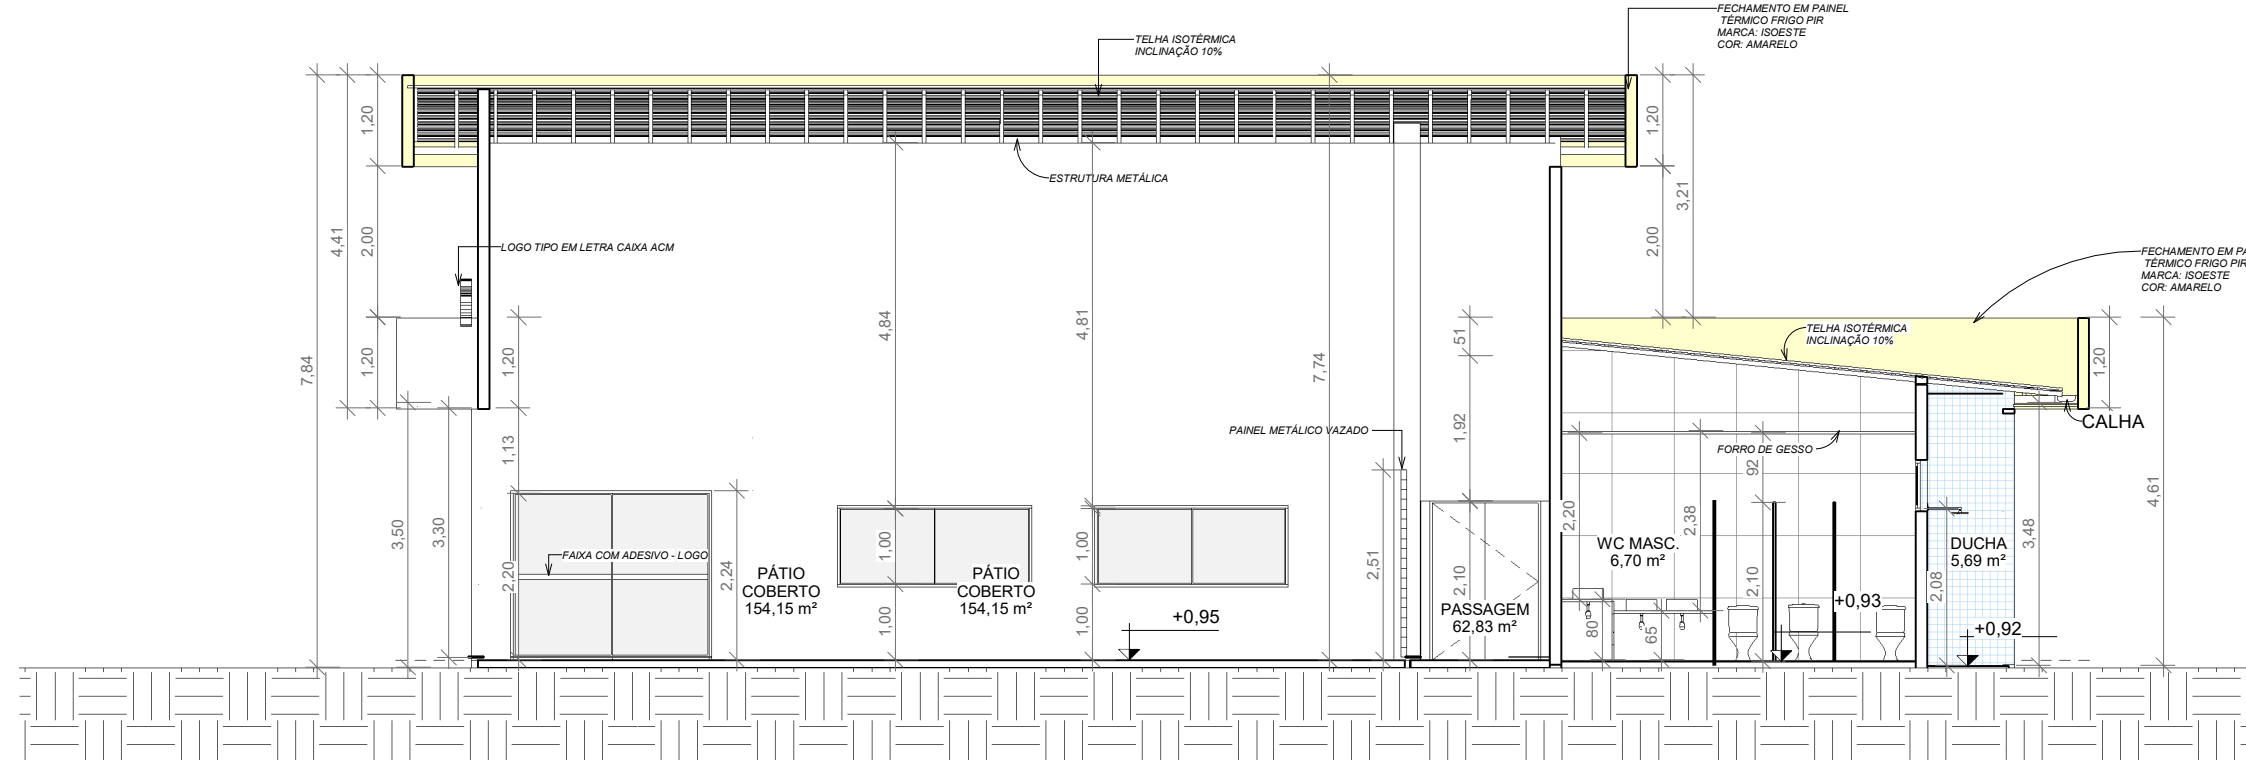 FECHAMENTO EM PAINEL
TÉRMICO FRIGO PIR
MARCA: ISOESTE
COR: AMARELO
TELHA ISOTÉRMICA
INCLINAÇÃO 10%
1,20
1,20
ESTRUTURA METÁLICA
3,21
4,41
2,00
LOGO TIPO EM LETRA CAIXA ACM
2,00
FECHAMENTO EM PA
TÉRMICO FRIGO PIR
MARCA: ISOESTE
COR: AMARELO
7,84
1,20
1,20
4,84
4,81
7,74
51
TELHA ISOTÉRMICA
INCLINAÇÃO 10%
1,20
1,13
1,92
PAINEL METÁLICO VAZADO
CALHA
FORRO DE GESSO
92
4,61
3,50
3,30
2,20
FAIXA COM ADESIVO - LOGO
2,24
1,00
1,00
2,51
2,10
2,20
2,38
2,10
2,08
3,48
WC MASC.
6,70 m²
DUCHA
5,69 m²
PÁTIO
COBERTO
154,15 m²
PÁTIO
COBERTO
154,15 m²
1,00
1,00
+0,95
PASSAGEM
62,83 m²
80
65
+0,93
+0,92